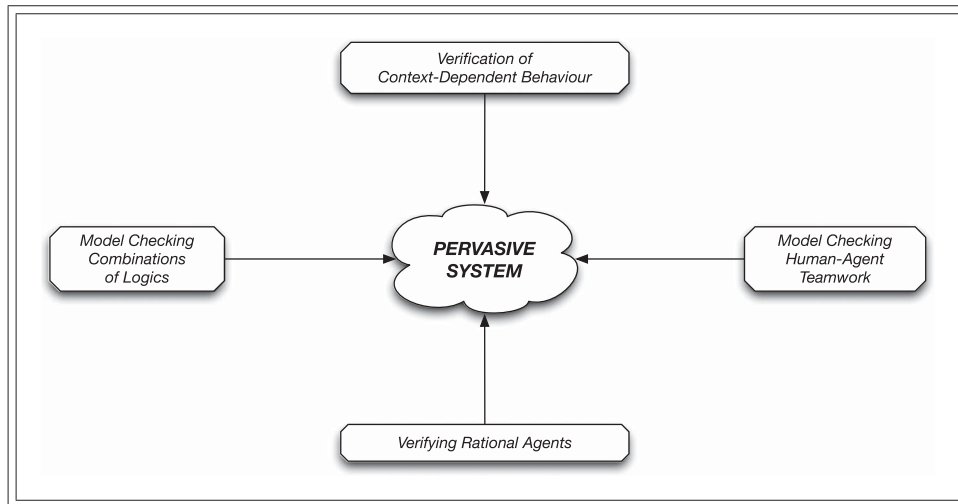 Verification of
Context-Dependent Behaviour
Model Checking
Combinations
of Logics
PERVASIVE
SYSTEM
Model Checking
Human-Agent
Teamwork
Verifying Rational Agents